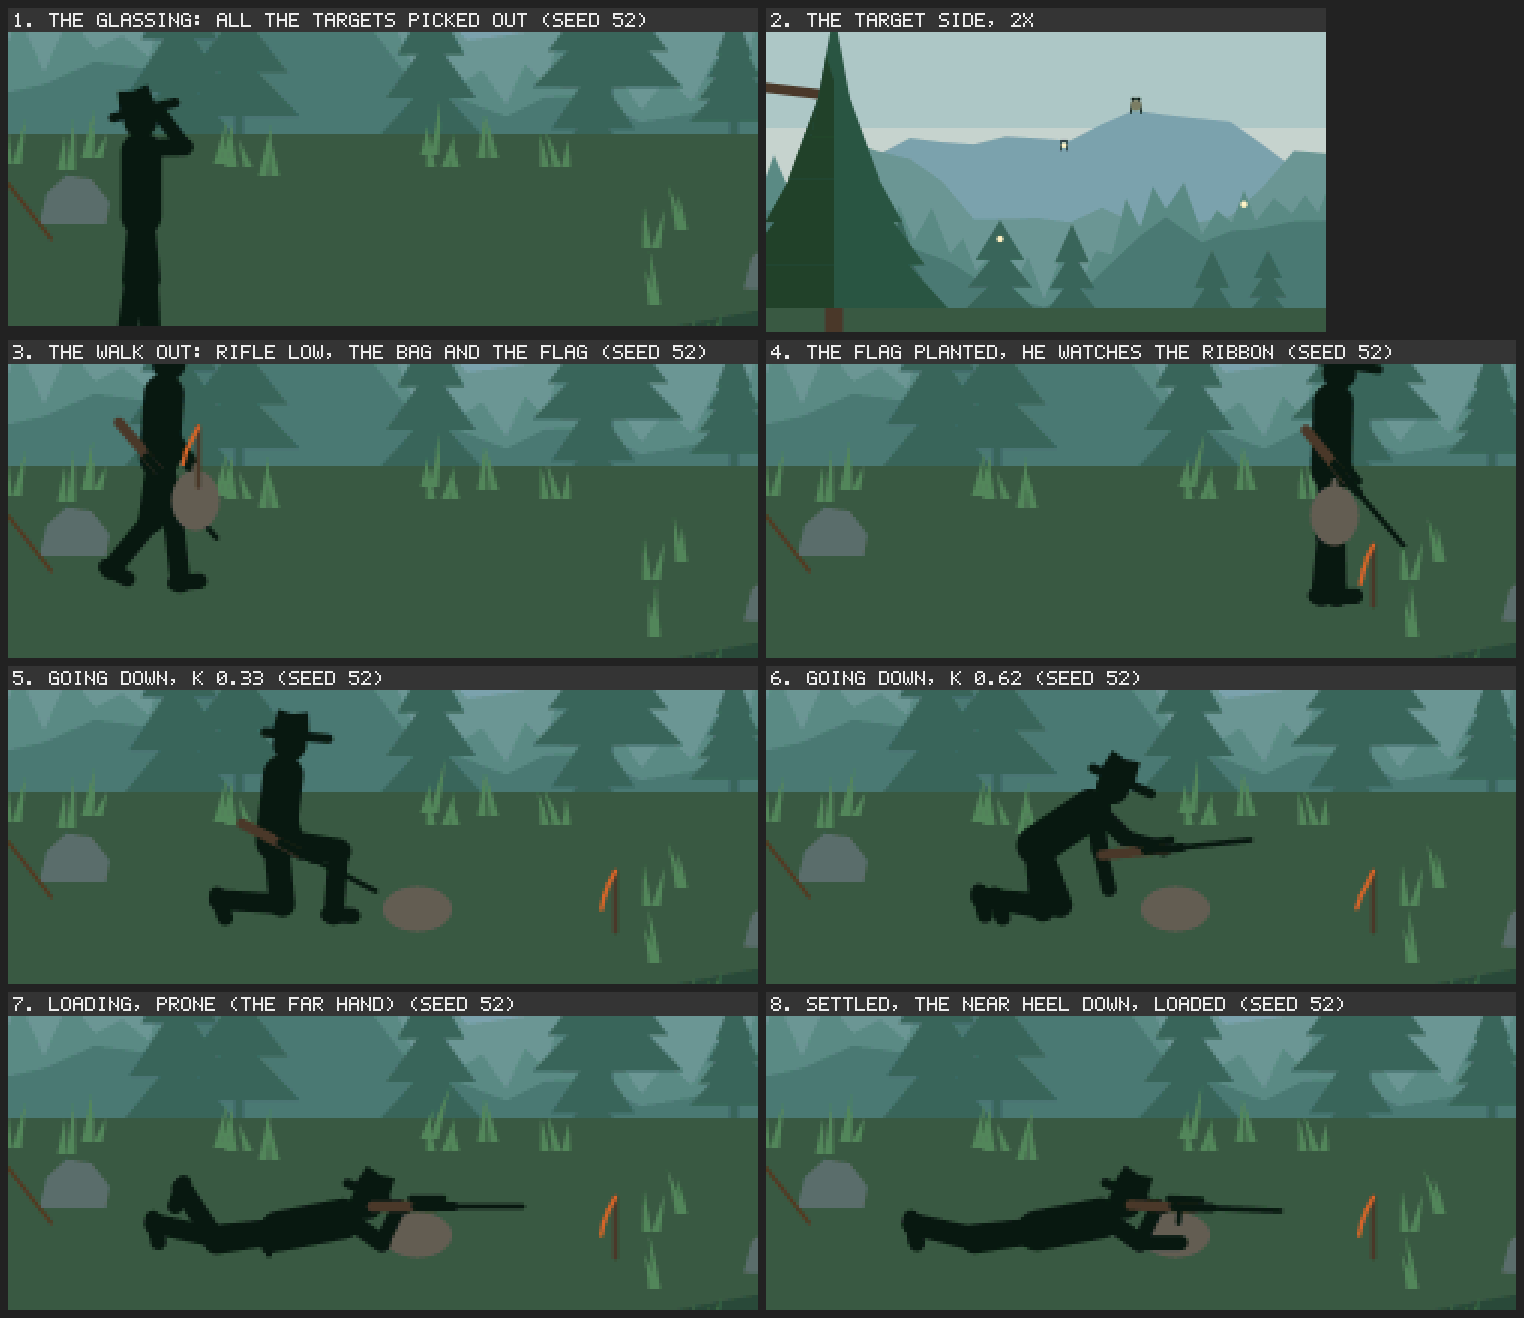 1. THE GLASSING: ALL THE TARGETS PICKED OUT (SEED 52)
2. THE TARGET SIDE, 2X
3. THE WALK OUT: RIFLE LOW, THE BAG AND THE FLAG (SEED 52)
4. THE FLAG PLANTED, HE WATCHES THE RIBBON (SEED 52)
5. GOING DOWN, K 0.33 (SEED 52)
6. GOING DOWN, K 0.62 (SEED 52)
7. LOADING, PRONE (THE FAR HAND) (SEED 52)
8. SETTLED, THE NEAR HEEL DOWN, LOADED (SEED 52)